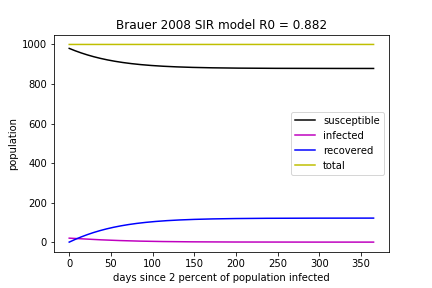 Brauer 2008 SIR model R0 = 0.882
population
1000
800
600
400
200
0
susceptible
infected
recovered
total
0 50 100 150 200 250 300 350
days since 2 percent of population infected